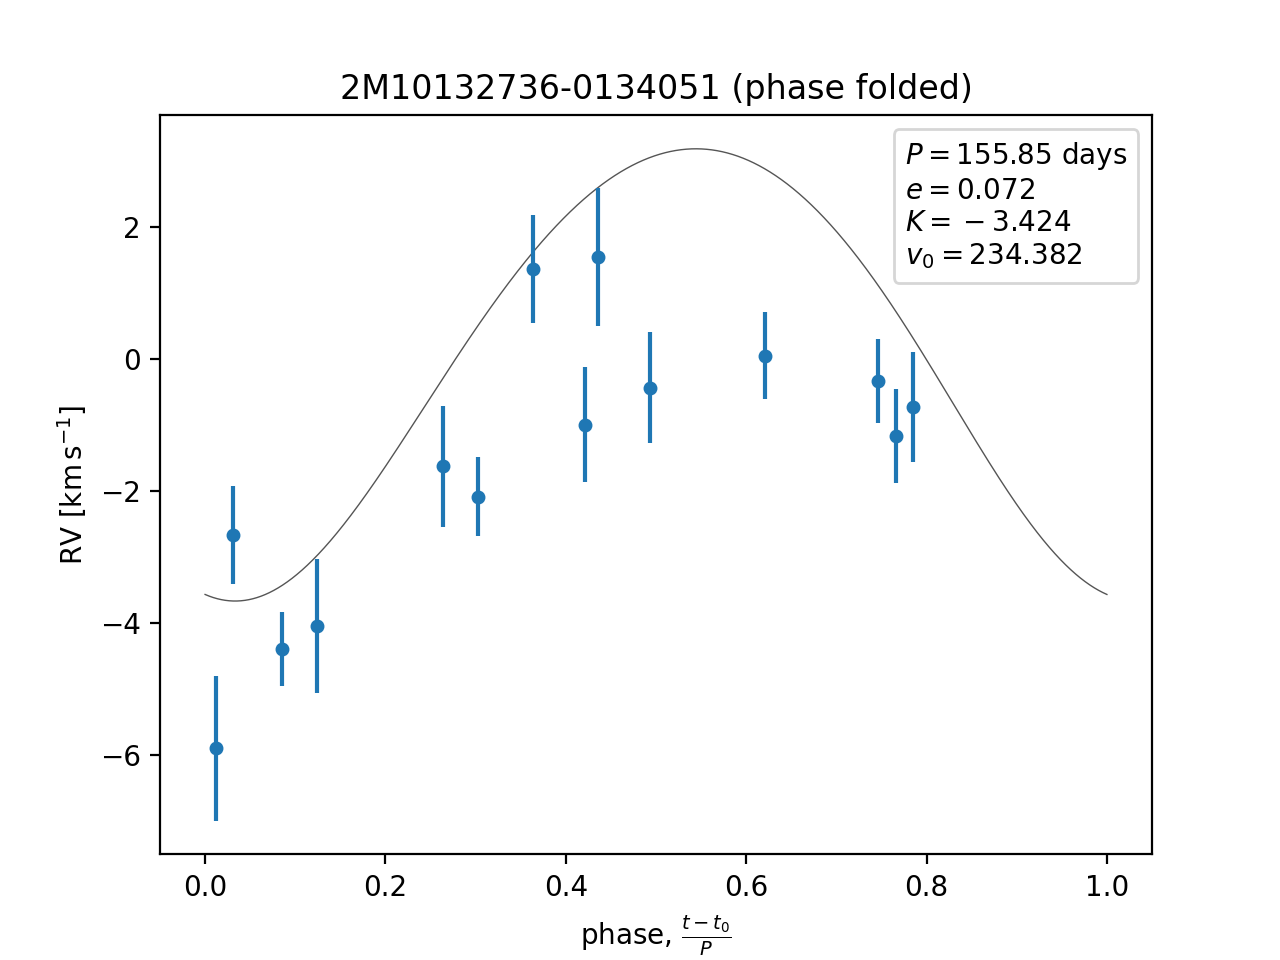 2M10132736-0134051 (phase folded)
P = 155.85 days
e = 0.072
K = −3.424
v₀ = 234.382
2
0
−2
−4
−6
RV [km s⁻¹]
0.0 0.2 0.4 0.6 0.8 1.0
phase, (t − t₀)/P